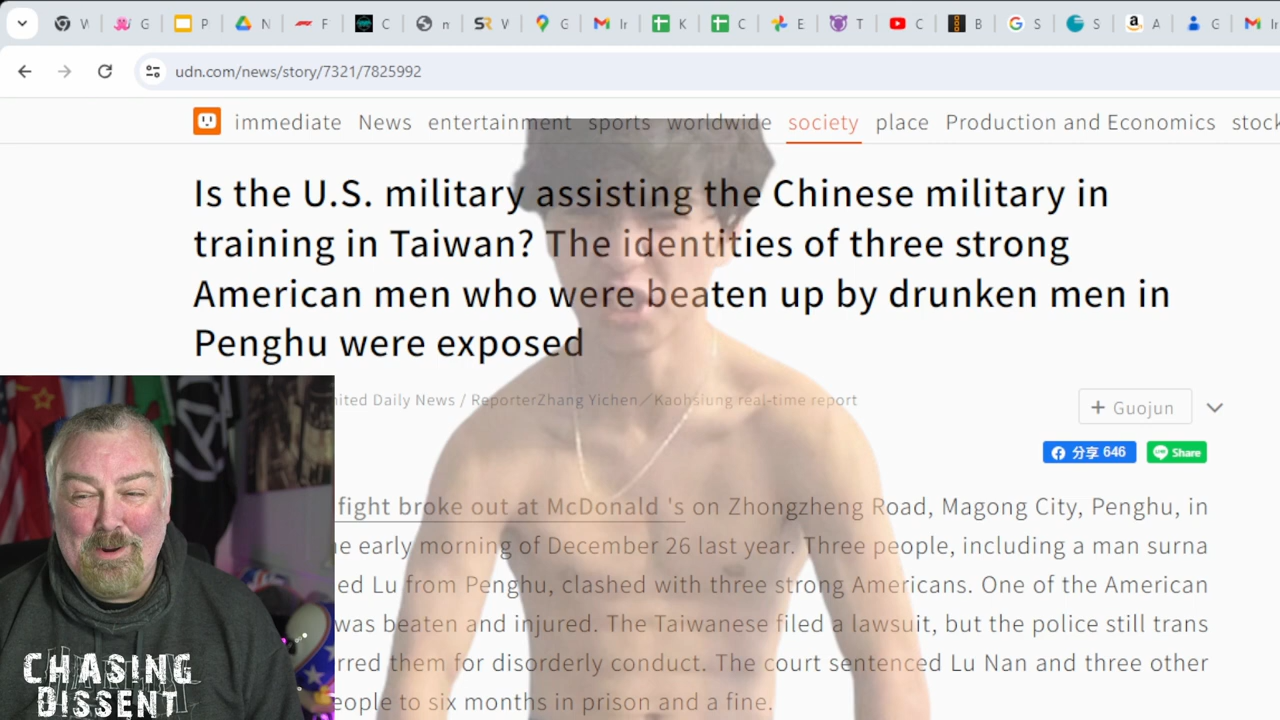 W G P N F C n V G Ir K C E T C B S S A G In
udn.com/news/story/7321/7825992
immediate News entertainment sports worldwide society place Production and Economics stock
Is the U.S. military assisting the Chinese military in
training in Taiwan? The identities of three strong
American men who were beaten up by drunken men in
Penghu were exposed
nited Daily News / ReporterZhang Yichen／Kaohsiung real-time report
+ Guojun
分享 646
Share
fight broke out at McDonald 's on Zhongzheng Road, Magong City, Penghu, in
e early morning of December 26 last year. Three people, including a man surna
ed Lu from Penghu, clashed with three strong Americans. One of the American
was beaten and injured. The Taiwanese filed a lawsuit, but the police still trans
rred them for disorderly conduct. The court sentenced Lu Nan and three other
eople to six months in prison and a fine.
CHASING
DISSENT